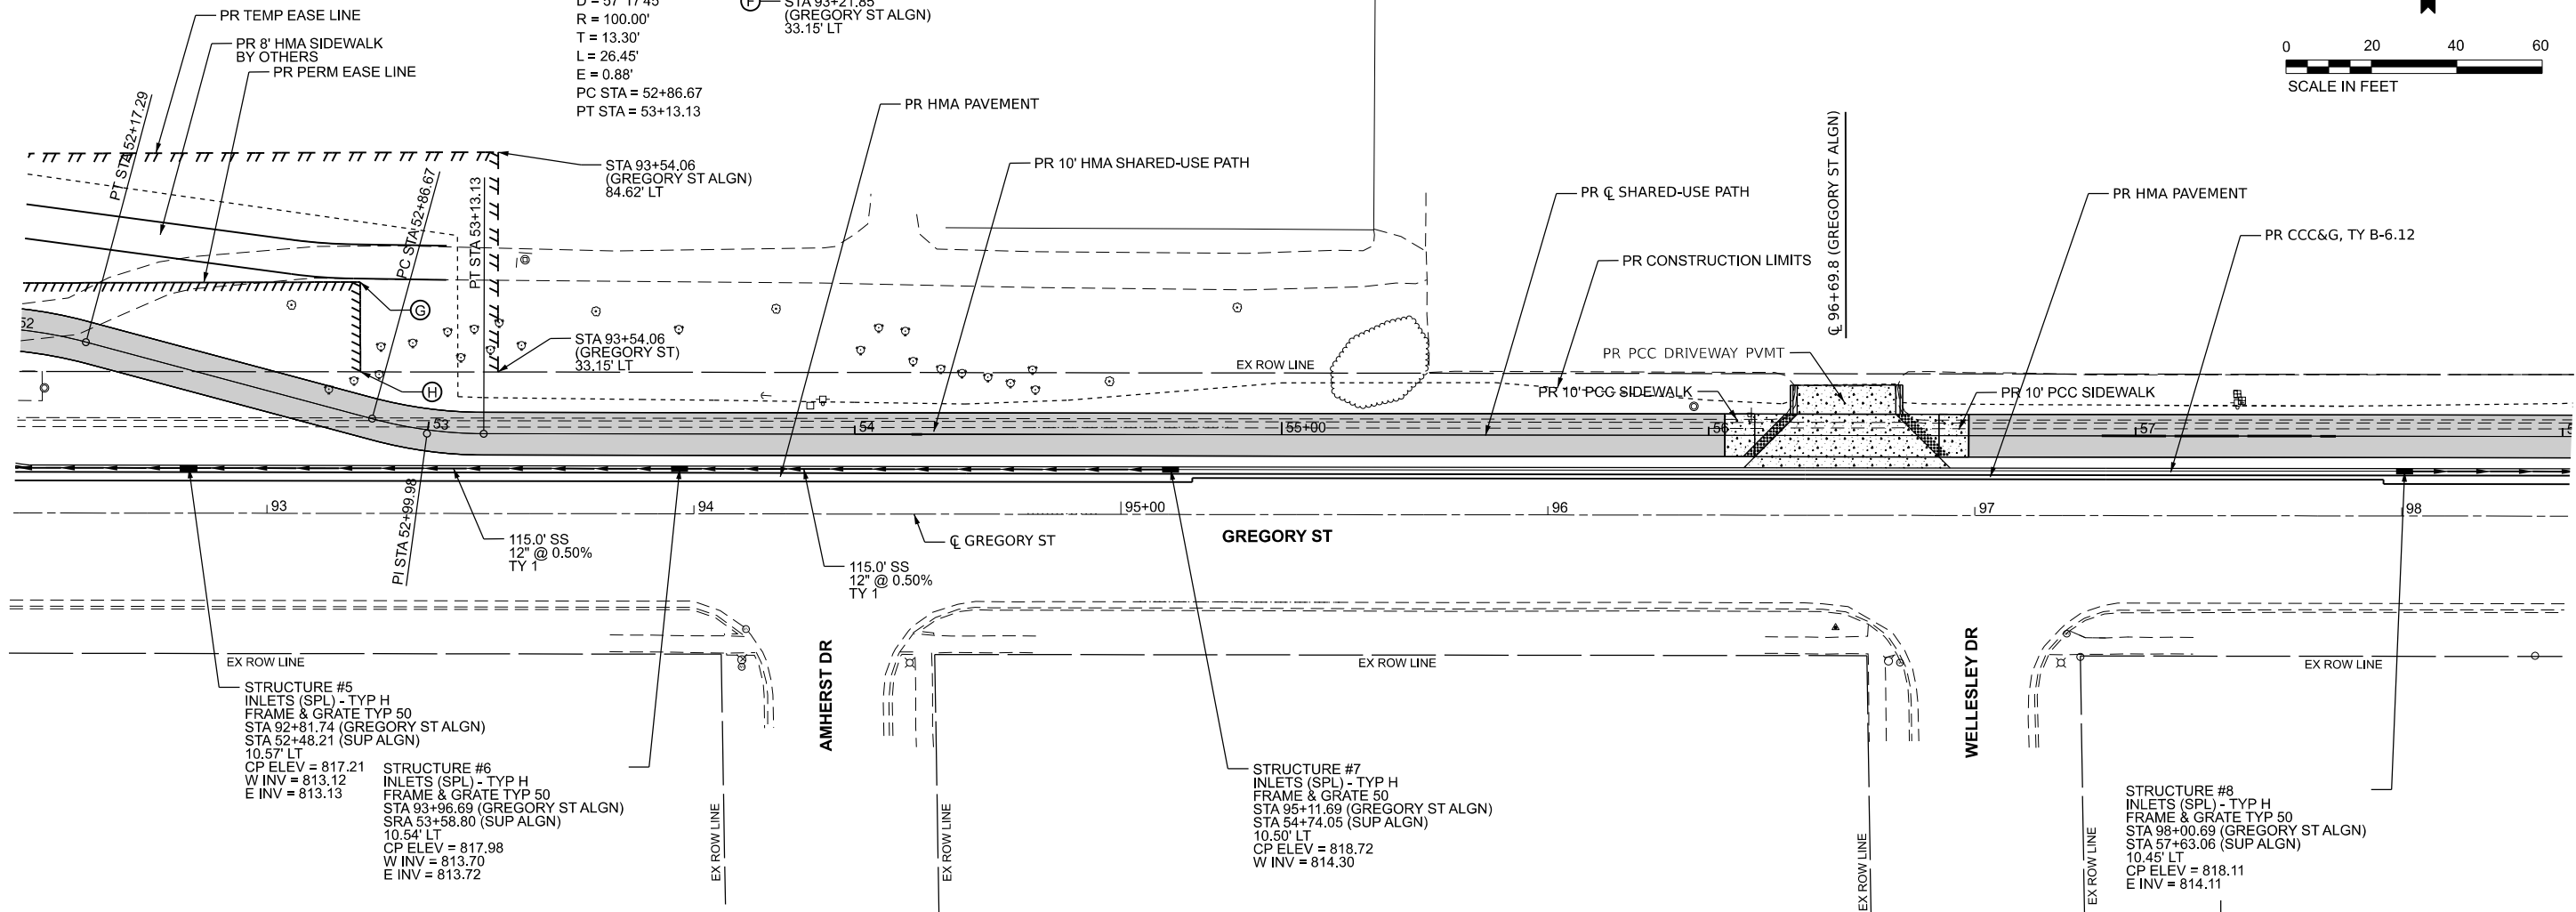 PR TEMP EASE LINE
PR 8' HMA SIDEWALK
BY OTHERS
PR PERM EASE LINE
R = 100.00'
T = 13.30'
L = 26.45'
E = 0.88'
PC STA = 52+86.67
PT STA = 53+13.13
F
STA 93+21.85
(GREGORY ST ALGN)
33.15' LT
0 20 40 60
SCALE IN FEET
PT STA 52+17.29
PC STA 52+86.67
PT STA 53+13.13
PI STA 52+99.98
STA 93+54.06
(GREGORY ST ALGN)
84.62' LT
PR HMA PAVEMENT
PR 10' HMA SHARED-USE PATH
PR ℄ SHARED-USE PATH
PR CONSTRUCTION LIMITS
℄ 96+69.8 (GREGORY ST ALGN)
PR HMA PAVEMENT
PR CCC&G, TY B-6.12
G
H
STA 93+54.06
(GREGORY ST)
33.15' LT
EX ROW LINE
PR PCC DRIVEWAY PVMT
PR 10' PCC SIDEWALK
PR 10' PCC SIDEWALK
52
53
54
55+00
56
57
93
94
95+00
96
97
98
115.0' SS
12" @ 0.50%
TY 1
115.0' SS
12" @ 0.50%
TY 1
℄ GREGORY ST
GREGORY ST
AMHERST DR
WELLESLEY DR
EX ROW LINE
EX ROW LINE
EX ROW LINE
EX ROW LINE
EX ROW LINE
EX ROW LINE
EX ROW LINE
STRUCTURE #5
INLETS (SPL) - TYP H
FRAME & GRATE TYP 50
STA 92+81.74 (GREGORY ST ALGN)
STA 52+48.21 (SUP ALGN)
10.57' LT
CP ELEV = 817.21
W INV = 813.12
E INV = 813.13
STRUCTURE #6
INLETS (SPL) - TYP H
FRAME & GRATE TYP 50
STA 93+96.69 (GREGORY ST ALGN)
SRA 53+58.80 (SUP ALGN)
10.54' LT
CP ELEV = 817.98
W INV = 813.70
E INV = 813.72
STRUCTURE #7
INLETS (SPL) - TYP H
FRAME & GRATE 50
STA 95+11.69 (GREGORY ST ALGN)
STA 54+74.05 (SUP ALGN)
10.50' LT
CP ELEV = 818.72
W INV = 814.30
STRUCTURE #8
INLETS (SPL) - TYP H
FRAME & GRATE TYP 50
STA 98+00.69 (GREGORY ST ALGN)
STA 57+63.06 (SUP ALGN)
10.45' LT
CP ELEV = 818.11
E INV = 814.11